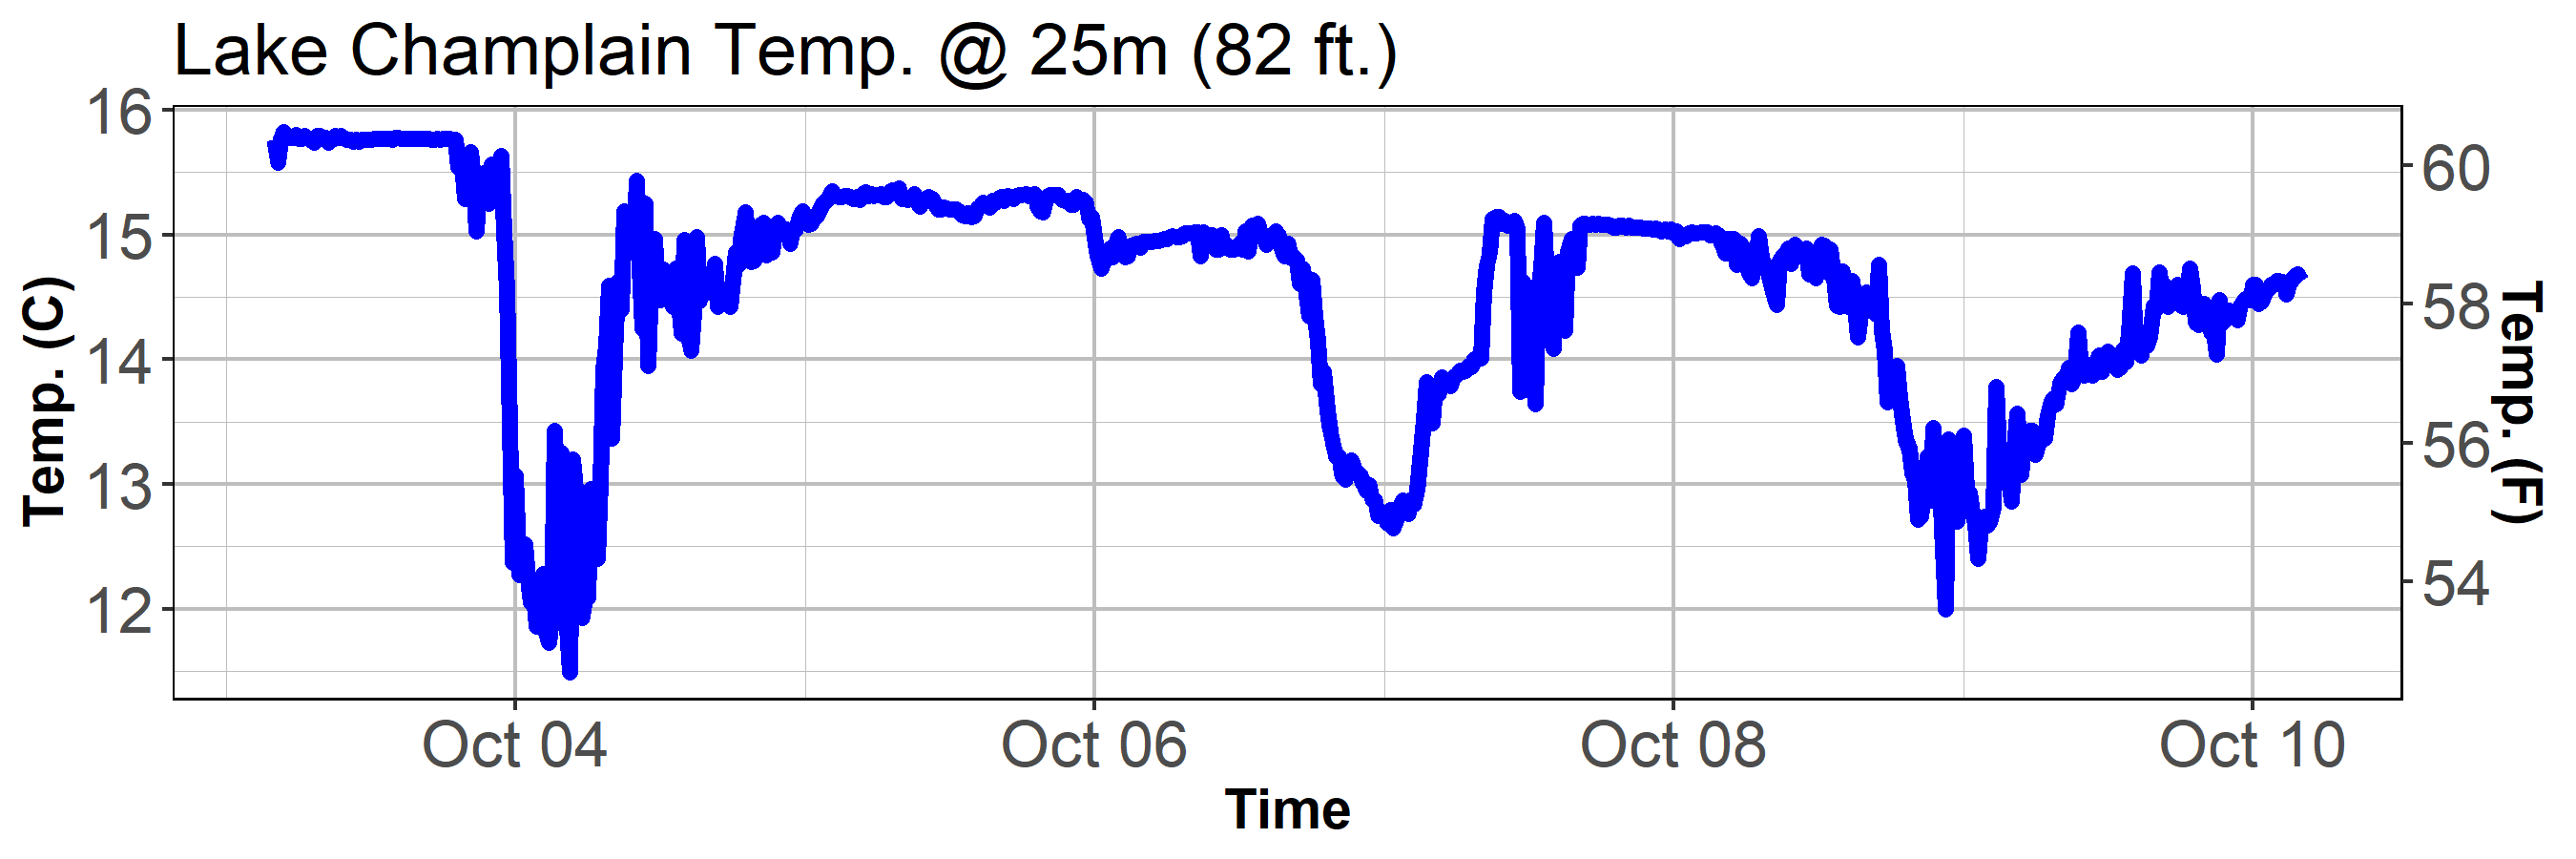 Lake Champlain Temp. @ 25m (82 ft.)
16
15
14
13
12
Temp. (C)
60
58
56
54
Temp. (F)
Oct 04
Oct 06
Oct 08
Oct 10
Time